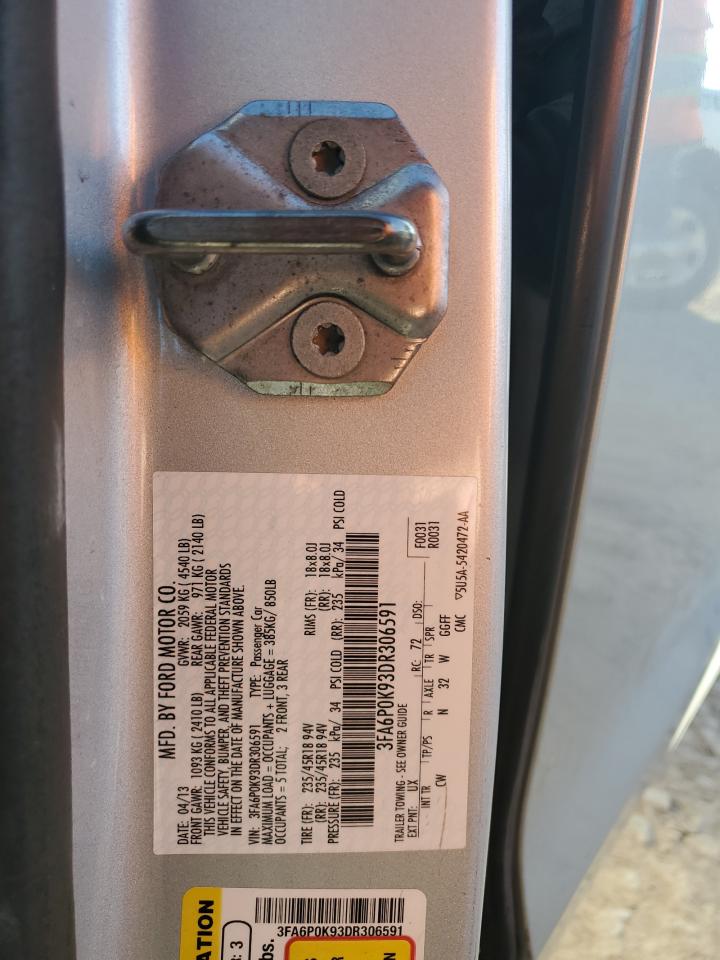 MFD. BY FORD MOTOR CO.
DATE: 04/13 GVWR: 2059 KG ( 4540 LB)
FRONT GAWR: 1093 KG ( 2410 LB) REAR GAWR: 971 KG ( 2140 LB)
THIS VEHICLE CONFORMS TO ALL APPLICABLE FEDERAL MOTOR
VEHICLE SAFETY, BUMPER, AND THEFT PREVENTION STANDARDS
IN EFFECT ON THE DATE OF MANUFACTURE SHOWN ABOVE.
VIN: 3FA6P0K93DR306591 TYPE: Passenger Car
MAXIMUM LOAD = OCCUPANTS + LUGGAGE = 385KG/ 850LB
OCCUPANTS = 5 TOTAL; 2 FRONT, 3 REAR
TIRE (FR): 235/45R18 94V RIMS (FR): 18x8.0J
(RR): 235/45R18 94V (RR): 18x8.0J
PRESSURE (FR): 235 kPa/ 34 PSI COLD (RR): 235 kPa/ 34 PSI COLD
3FA6P0K93DR306591
TRAILER TOWING - SEE OWNER GUIDE F0031
EXT PNT: UX RC: 72 DSO: R0031
INT TR TP/PS R AXLE TR SPR
CW N 32 W GGFF
CMC ▽5U5A-5420472-AA
3FA6P0K93DR306591
ATION
: 3
bs.